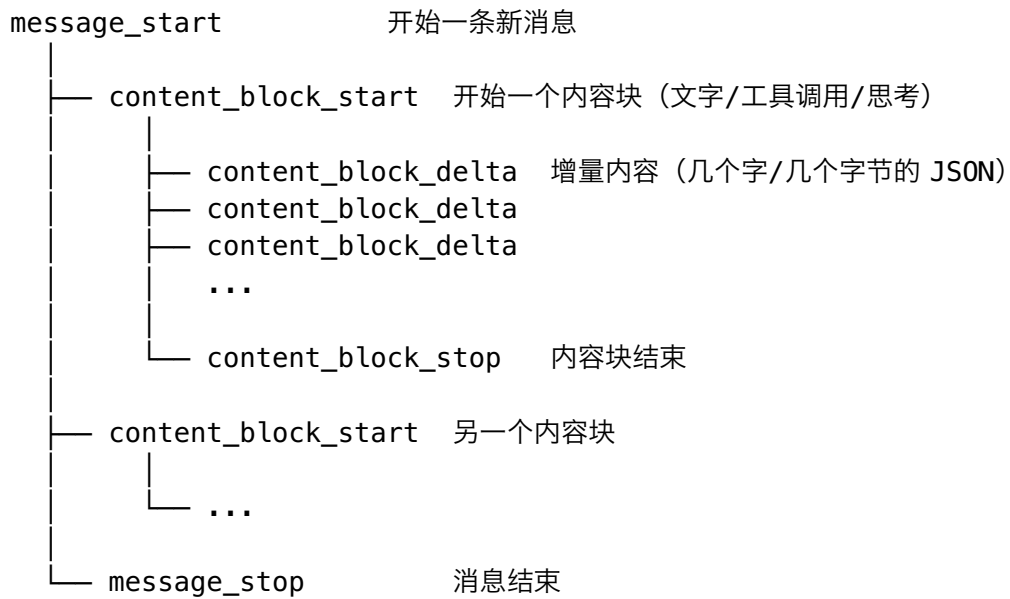 message_start 开始一条新消息
content_block_start 开始一个内容块（文字/工具调用/思考）
content_block_delta 增量内容（几个字/几个字节的 JSON）
content_block_delta
content_block_delta
...
content_block_stop 内容块结束
content_block_start 另一个内容块
...
message_stop 消息结束